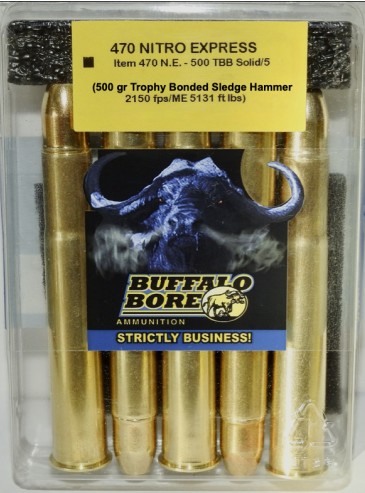 470 NITRO EXPRESS
Item 470 N.E. - 500 TBB Solid/5
(500 gr Trophy Bonded Sledge Hammer
2150 fps/ME 5131 ft lbs)
BUFFALO
BORE
AMMUNITION
STRICTLY BUSINESS!